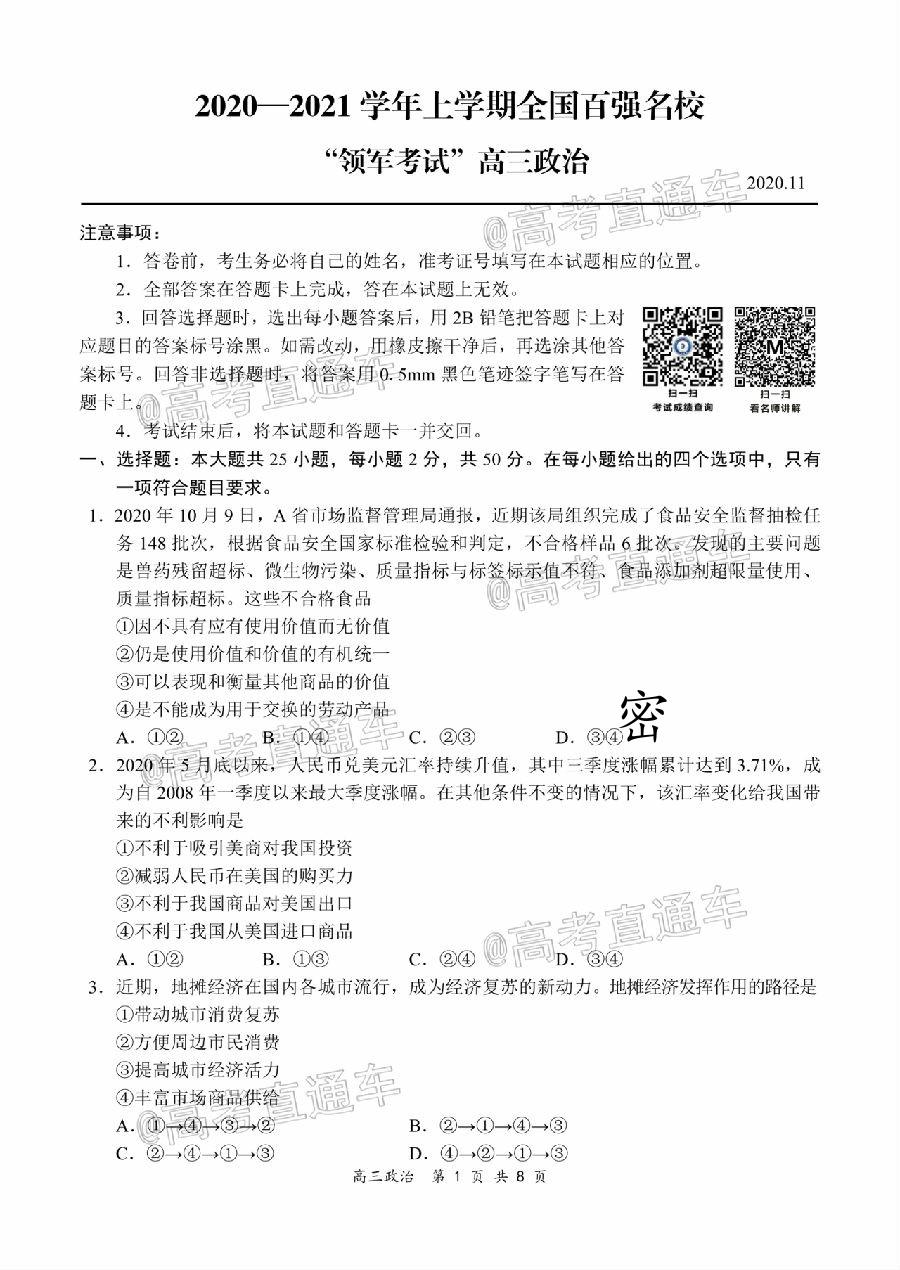 2020—2021 学年上学期全国百强名校
“领军考试”高三政治
2020.11
注意事项：
1．答卷前，考生务必将自己的姓名，准考证号填写在本试题相应的位置。
2．全部答案在答题卡上完成，答在本试题上无效。
3．回答选择题时，选出每小题答案后，用 2B 铅笔把答题卡上对
应题目的答案标号涂黑。如需改动，用橡皮擦干净后，再选涂其他答
案标号。回答非选择题时，将答案用 0.5mm 黑色笔迹签字笔写在答
题卡上。
4．考试结束后，将本试题和答题卡一并交回。
扫一扫
考试成绩查询
M
扫一扫
看名师讲解
一、选择题：本大题共 25 小题，每小题 2 分，共 50 分。在每小题给出的四个选项中，只有
一项符合题目要求。
1．2020 年 10 月 9 日，A 省市场监督管理局通报，近期该局组织完成了食品安全监督抽检任
务 148 批次，根据食品安全国家标准检验和判定，不合格样品 6 批次。发现的主要问题
是兽药残留超标、微生物污染、质量指标与标签标示值不符、食品添加剂超限量使用、
质量指标超标。这些不合格食品
①因不具有应有使用价值而无价值
②仍是使用价值和价值的有机统一
③可以表现和衡量其他商品的价值
④是不能成为用于交换的劳动产品
A．①② B．①④ C．②③ D．③④
密
2．2020 年 5 月底以来，人民币兑美元汇率持续升值，其中三季度涨幅累计达到 3.71%，成
为自 2008 年一季度以来最大季度涨幅。在其他条件不变的情况下，该汇率变化给我国带
来的不利影响是
①不利于吸引美商对我国投资
②减弱人民币在美国的购买力
③不利于我国商品对美国出口
④不利于我国从美国进口商品
A．①② B．①③ C．②④ D．③④
3．近期，地摊经济在国内各城市流行，成为经济复苏的新动力。地摊经济发挥作用的路径是
①带动城市消费复苏
②方便周边市民消费
③提高城市经济活力
④丰富市场商品供给
A．①→④→③→② B．②→①→④→③
C．②→④→①→③ D．④→②→①→③
高三政治 第 1 页 共 8 页
@高考直通车
@高考直通车
@高考直通车
@高考直通车
@高考直通车
@高考直通车